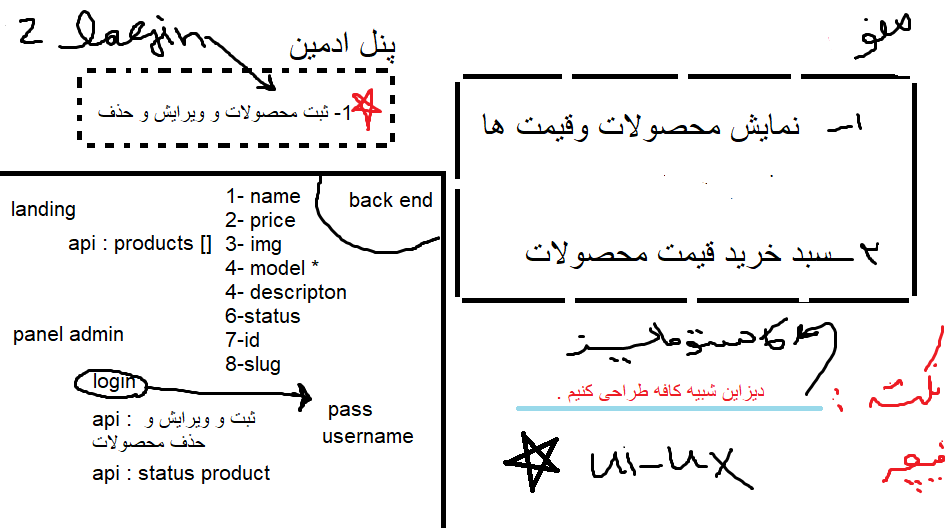 2 login
پنل ادمین
1- ثبت محصولات و ویرایش و حذف
منو
۱- نمایش محصولات وقیمت ها
۲- سبد خرید قیمت محصولات
back end
landing
api : products []
1- name
2- price
3- img
4- model *
4- descripton
6-status
7-id
8-slug
panel admin
login
pass
username
api : ثبت و ویرایش و
حذف محصولات
api : status product
نکته :
دیزاین شبیه کافه طراحی کنیم .
ui-ux